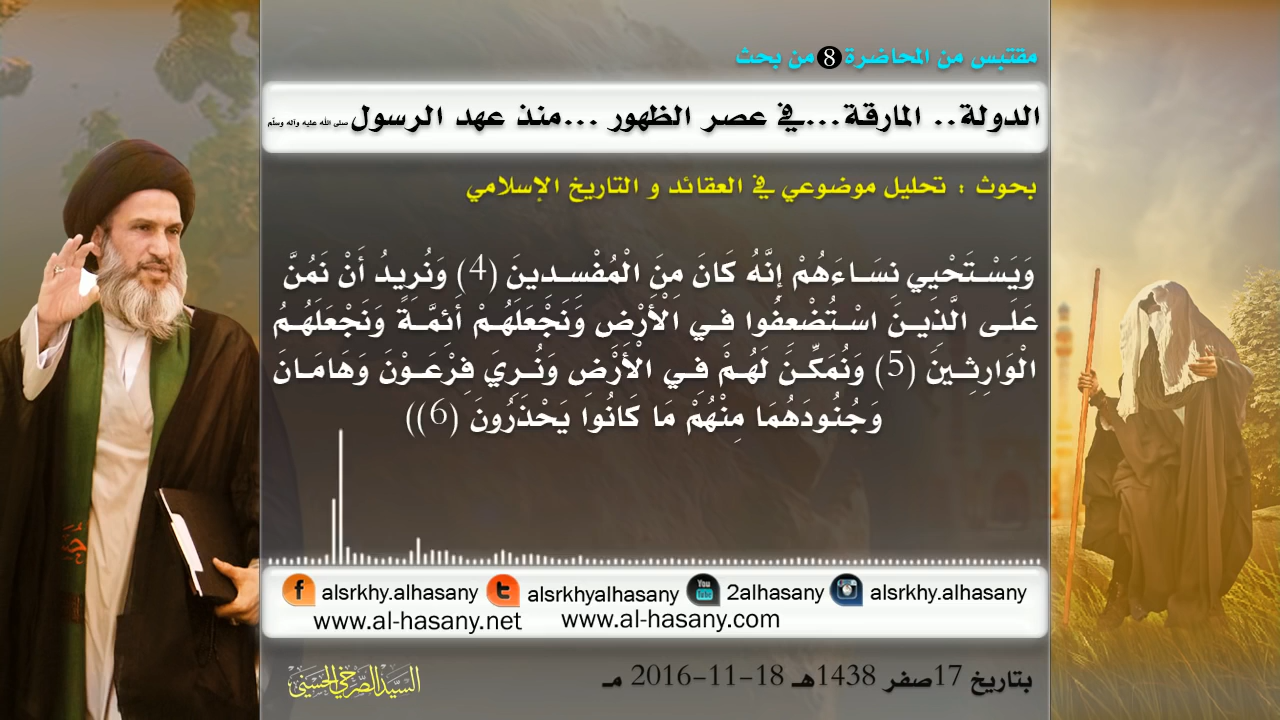 مقتبس من المحاضرة 8 من بحث
الدولة.. المارقة...في عصر الظهور ...منذ عهد الرسول صلى الله عليه وآله وسلّم
بحوث : تحليل موضوعي في العقائد و التاريخ الإسلامي
وَيَسْتَحْيِي نِسَاءَهُمْ إِنَّهُ كَانَ مِنَ الْمُفْسِدِينَ (4) وَنُرِيدُ أَنْ نَمُنَّ
عَلَى الَّذِينَ اسْتُضْعِفُوا فِي الْأَرْضِ وَنَجْعَلَهُمْ أَئِمَّةً وَنَجْعَلَهُمُ
الْوَارِثِينَ (5) وَنُمَكِّنَ لَهُمْ فِي الْأَرْضِ وَنُرِيَ فِرْعَوْنَ وَهَامَانَ
وَجُنُودَهُمَا مِنْهُمْ مَا كَانُوا يَحْذَرُونَ (6))
f alsrkhy.alhasany t alsrkhyalhasany You Tube 2alhasany alsrkhy.alhasany
www.al-hasany.net www.al-hasany.com
بتاريخ 17صفر 1438هـ 18-11-2016 مـ
السيد الصرخي الحسني